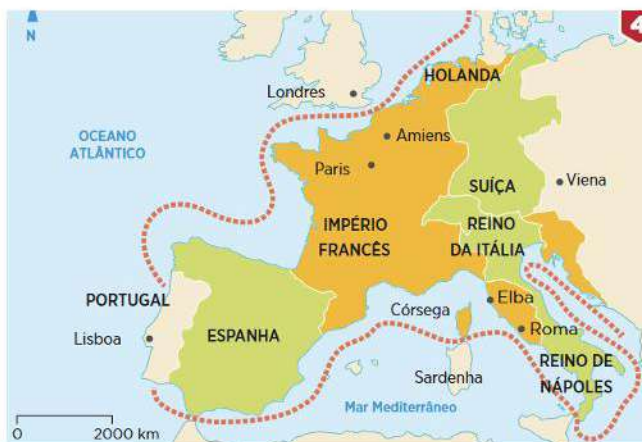 4
N
HOLANDA
Londres
OCEANO
ATLÂNTICO
Amiens
Paris
SUÍÇA
Viena
IMPÉRIO
FRANCÊS
REINO
DA ITÁLIA
PORTUGAL
Lisboa
ESPANHA
Córsega
Elba
Roma
Sardenha
REINO DE
NÁPOLES
Mar Mediterrâneo
0
2000 km